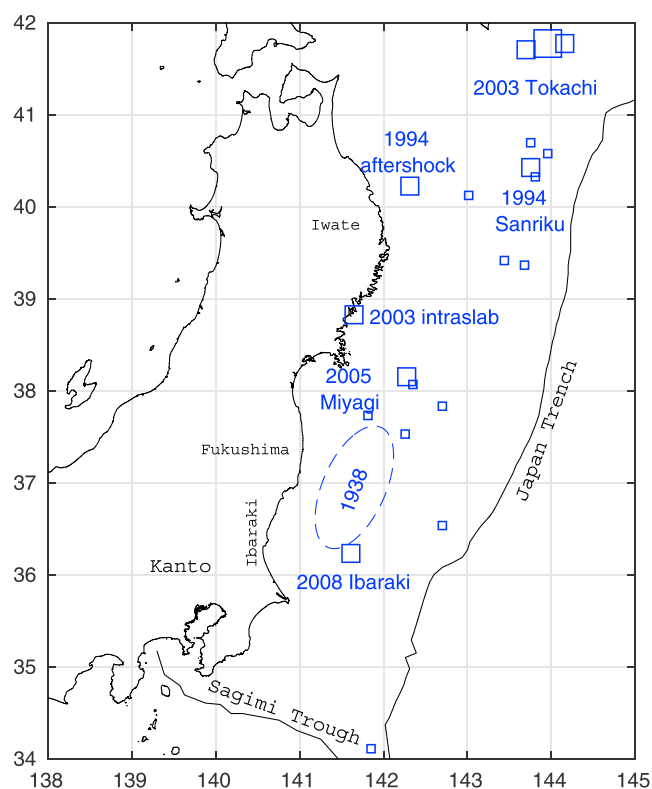 42
41
40
39
38
37
36
35
34
138
139
140
141
142
143
144
145
2003 Tokachi
1994
aftershock
1994
Sanriku
Iwate
2003 intraslab
2005
Miyagi
Japan Trench
Fukushima
1938
Ibaraki
Kanto
2008 Ibaraki
Sagimi Trough